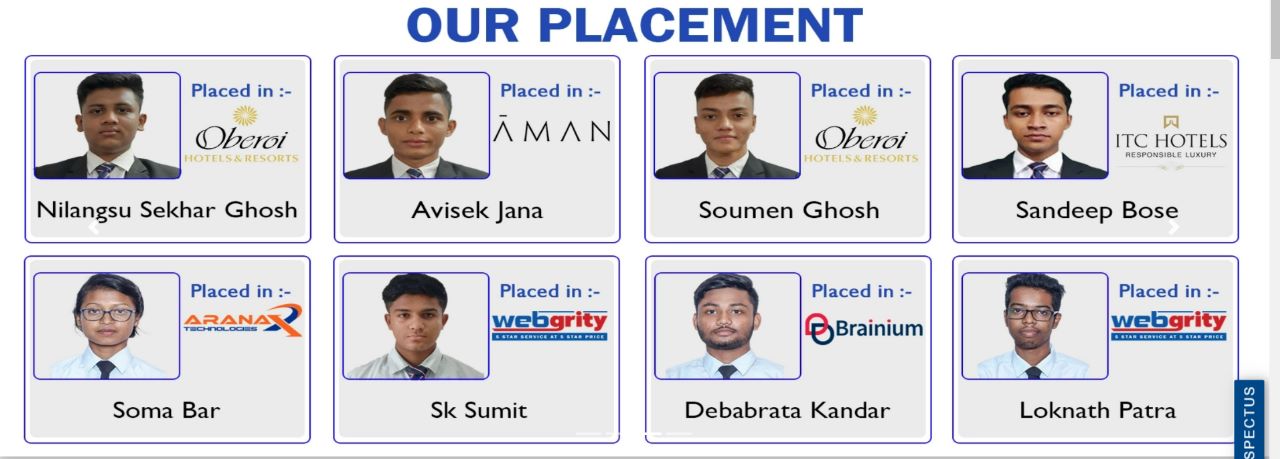 OUR PLACEMENT
Placed in :-
Oberoi
HOTELS & RESORTS
Nilangsu Sekhar Ghosh
Placed in :-
ĀMAN
Avisek Jana
Placed in :-
Oberoi
HOTELS & RESORTS
Soumen Ghosh
Placed in :-
ITC HOTELS
RESPONSIBLE LUXURY
Sandeep Bose
Placed in :-
ARANAX
TECHNOLOGIES
Soma Bar
Placed in :-
webgrity
5 STAR SERVICE AT 5 STAR PRICE
Sk Sumit
Placed in :-
Brainium
Debabrata Kandar
Placed in :-
webgrity
5 STAR SERVICE AT 5 STAR PRICE
Loknath Patra
SPECTUS